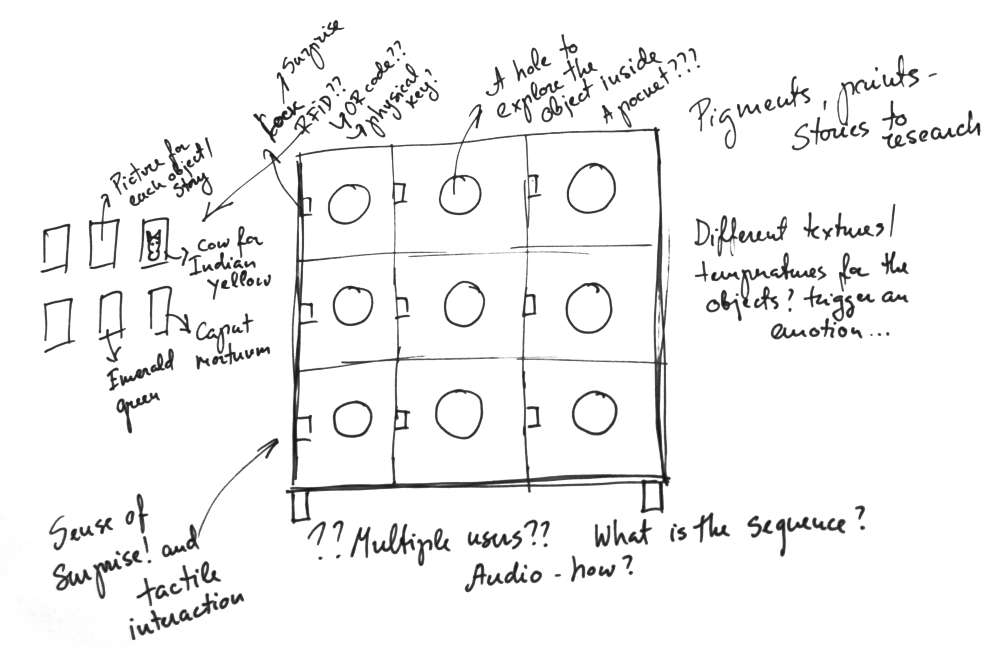 Surprise
Lock
RFID??
QR code??
physical
key?
A hole to
explore the
object inside
A pocket???
Pigments, prints -
Stories to
research
Picture for
each object/
story
Cow for
Indian
yellow
Caput
mortuum
Emerald
green
Different textures/
temperatures for the
objects? trigger an
emotion...
Sense of
Surprise! and
tactile
interaction
??Multiple users??
What is the sequence?
Audio - how?